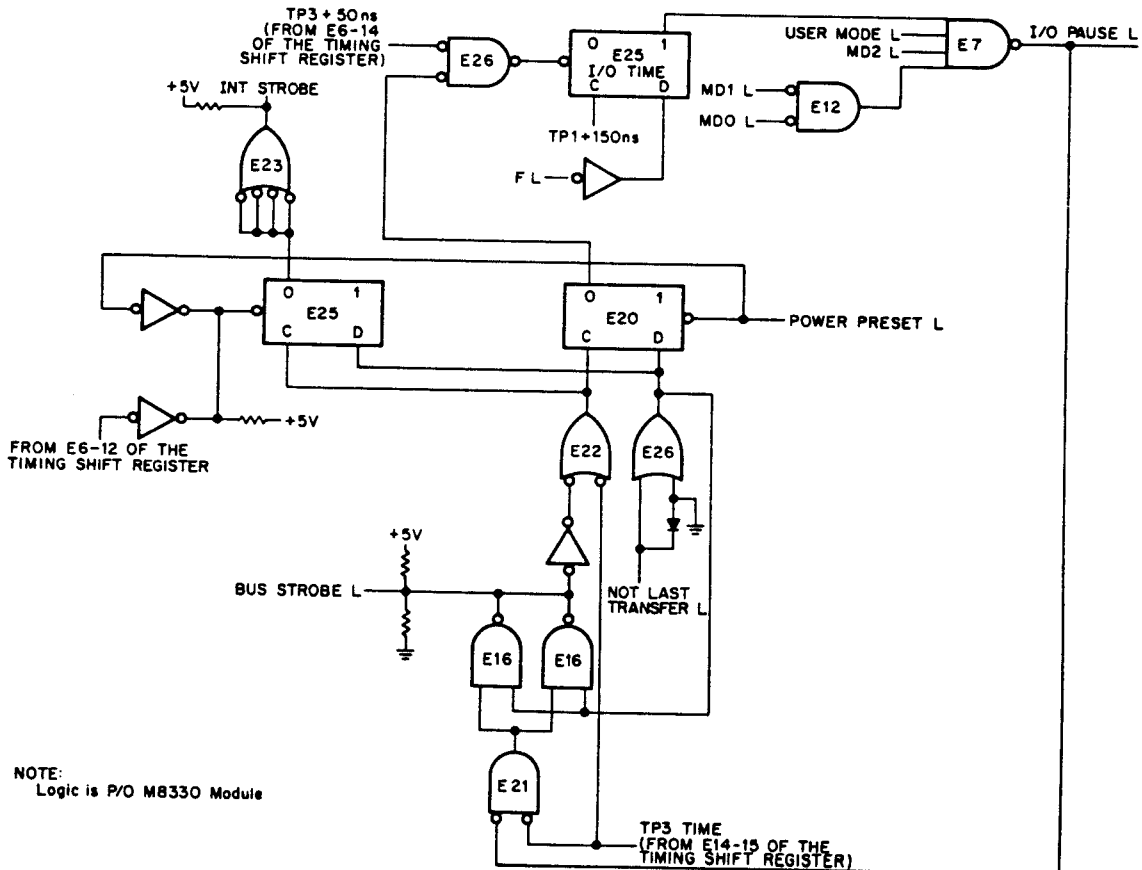 TP3 + 50ns
(FROM E6-14
OF THE TIMING
SHIFT REGISTER)
E26
O 1
E25
I/O TIME
C D
TP1+150ns
F L
USER MODE L
MD2 L
E7
I/O PAUSE L
MD1 L
MD0 L
E12
+5V
INT STROBE
E23
O 1
E25
C D
O 1
E20
C D
POWER PRESET L
+5V
FROM E6-12 OF THE
TIMING SHIFT REGISTER
E22
E26
+5V
BUS STROBE L
NOT LAST
TRANSFER L
E16
E16
E21
NOTE:
Logic is P/O M8330 Module
TP3 TIME
(FROM E14-15 OF THE
TIMING SHIFT REGISTER)